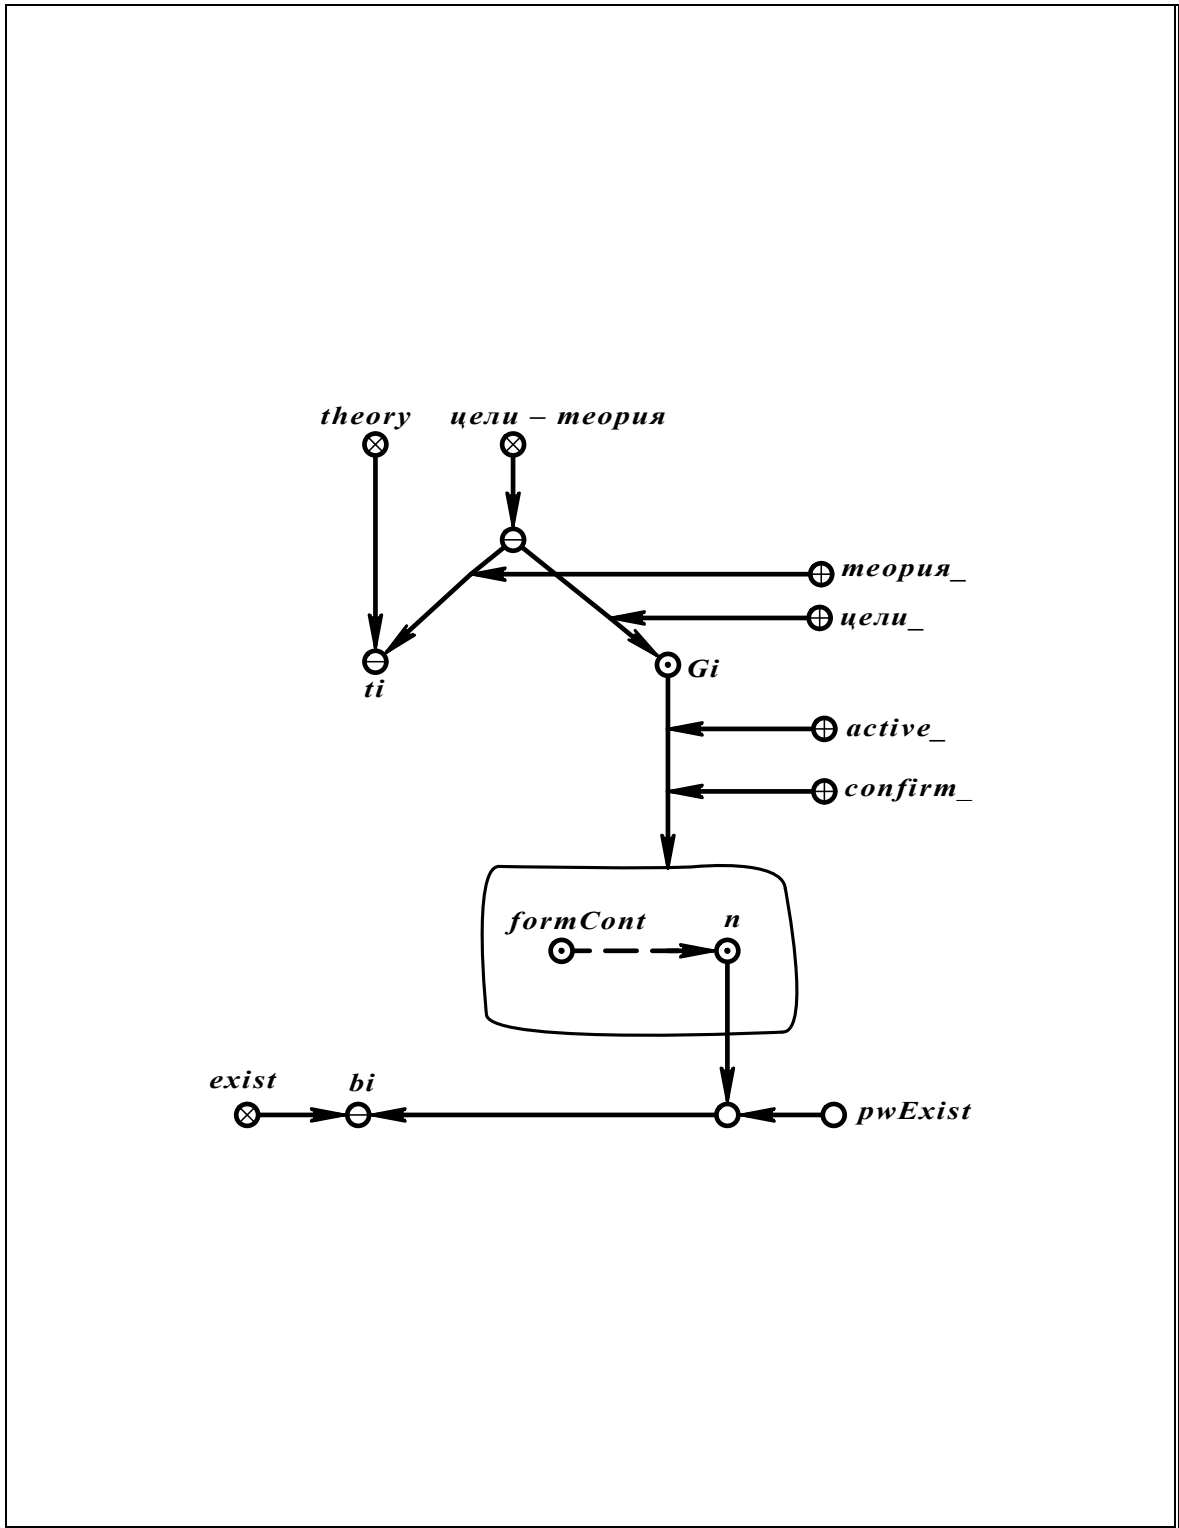 theory
цели – теория
теория_
цели_
Gi
ti
active_
confirm_
formCont
n
exist
bi
pwExist